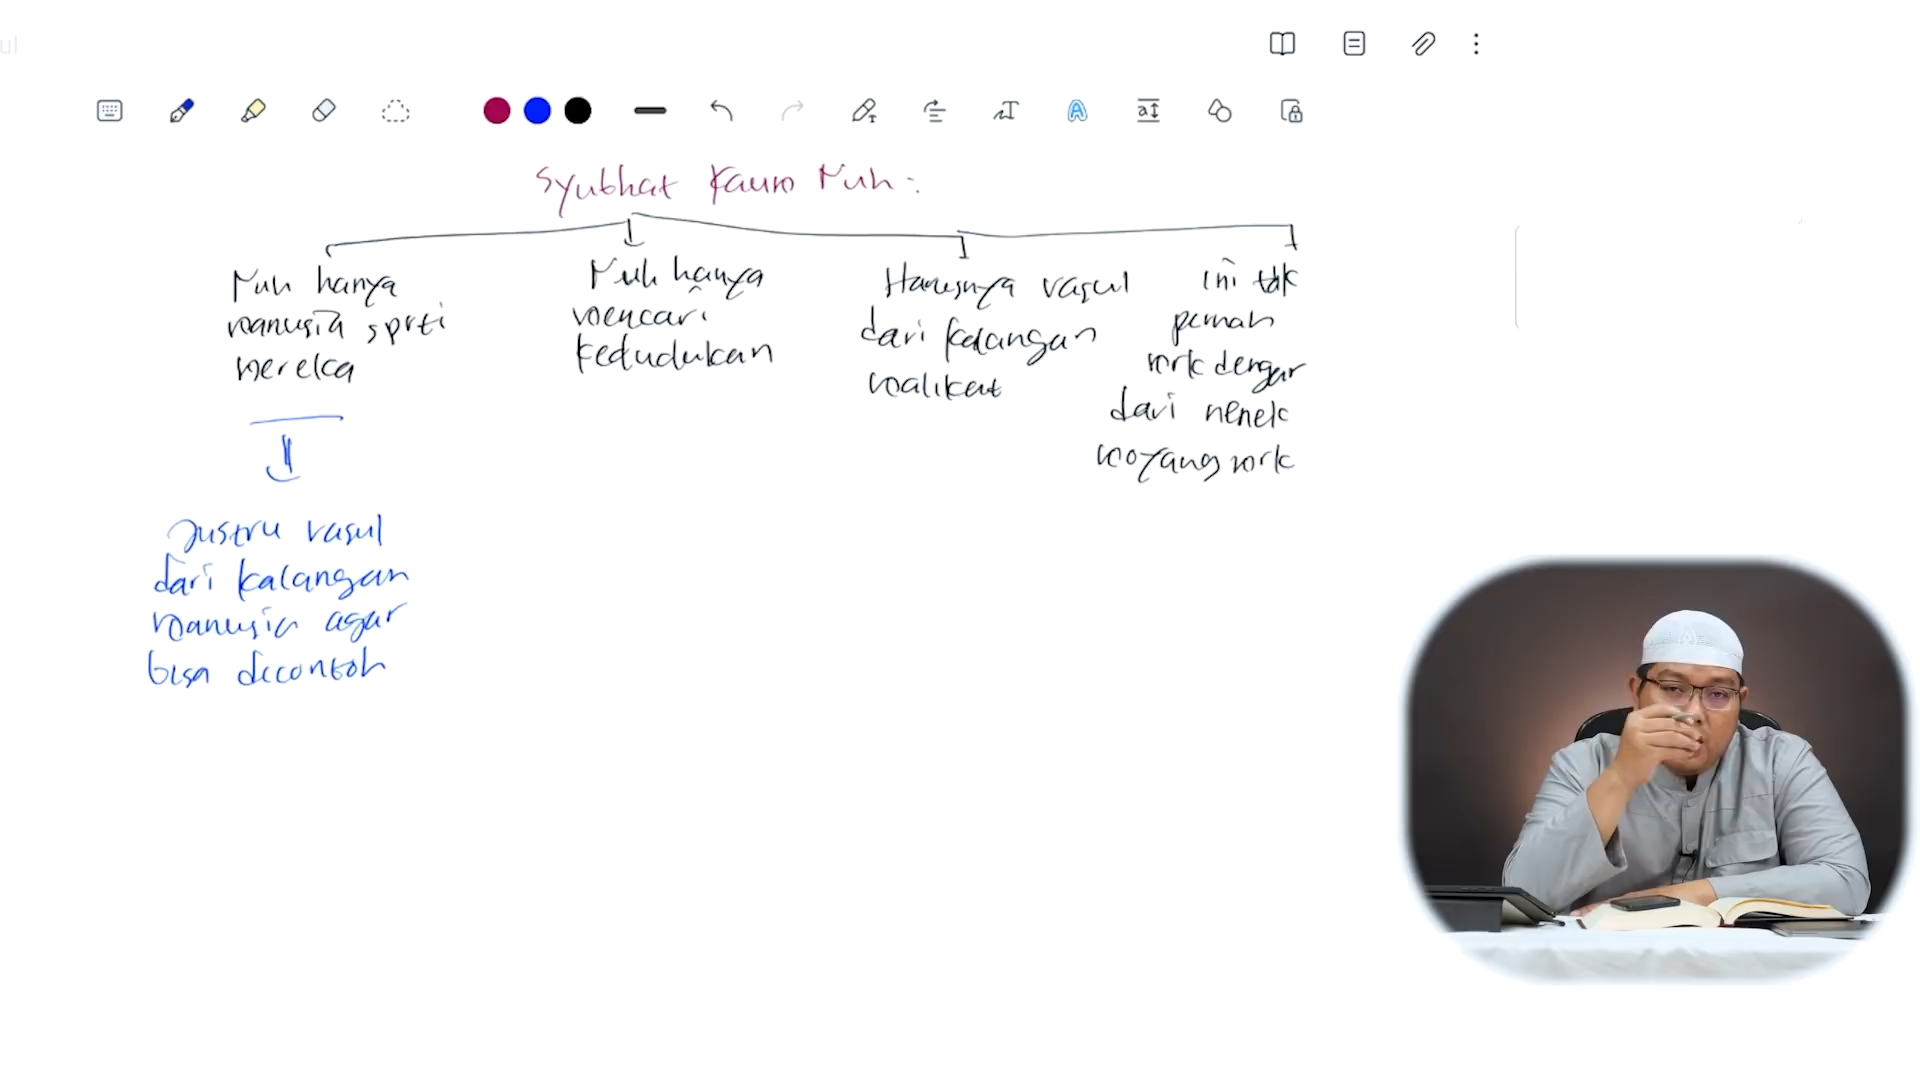 ul
Syubhat Kaum Nuh :
Nuh hanya
manusia sprti
mereka
Nuh hanya
mencari
kedudukan
Harusnya rasul
dari kalangan
malikat
ini tdk
pernah
mrk dengar
dari nenek
moyang mrk
Justru rasul
dari kalangan
manusia agar
bisa dicontoh